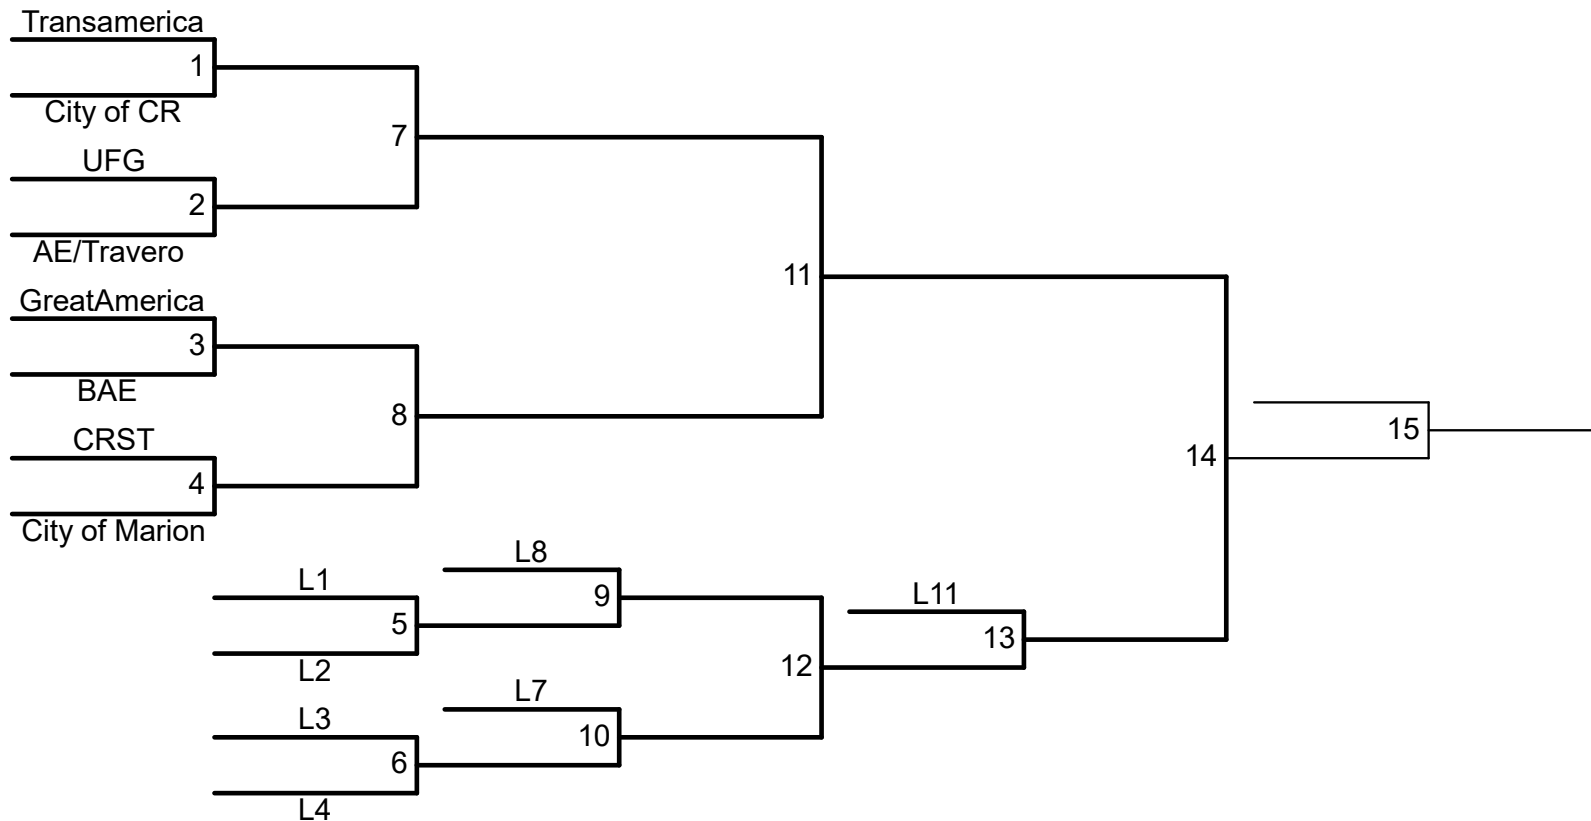 Transamerica
1
City of CR
7
UFG
2
AE/Travero
11
GreatAmerica
3
BAE
8
15
CRST
14
4
City of Marion
L8
L1
9
L11
5
13
12
L2
L7
L3
10
6
L4